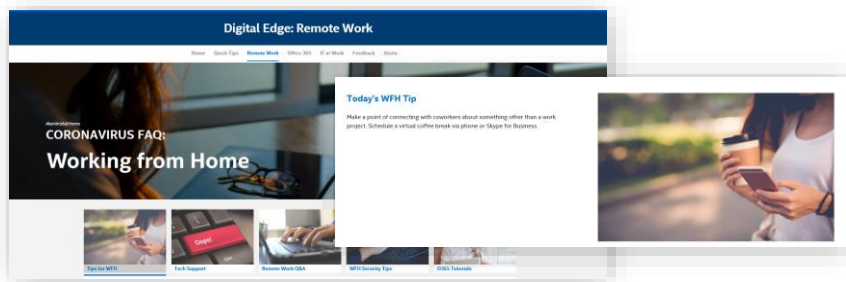 Digital Edge: Remote Work
Home Quick Tips Remote Work Office 365 IT at Work Feedback Alerts
CORONAVIRUS FAQ:
Working from Home
Today's WFH Tip
Make a point of connecting with coworkers about something other than a work
project. Schedule a virtual coffee break via phone or Skype for Business.
Oops!
Tips for WFH Tech Support Remote Work Q&A WFH Security Tips O365 Tutorials